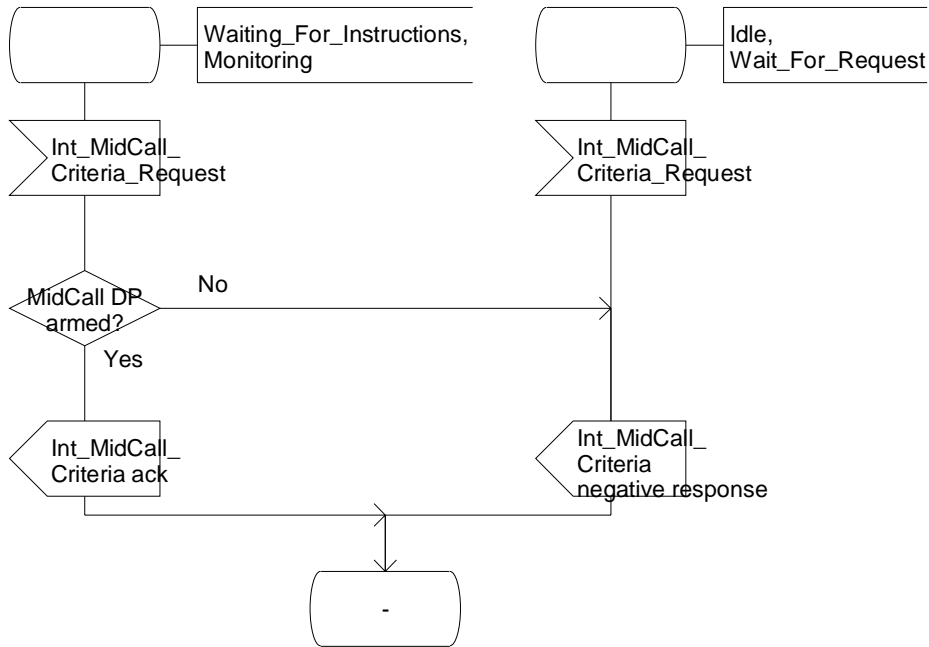 Waiting_For_Instructions,
Monitoring
Idle,
Wait_For_Request
Int_MidCall_
Criteria_Request
Int_MidCall_
Criteria_Request
MidCall DP
armed?
No
Yes
Int_MidCall_
Criteria ack
Int_MidCall_
Criteria
negative response
-